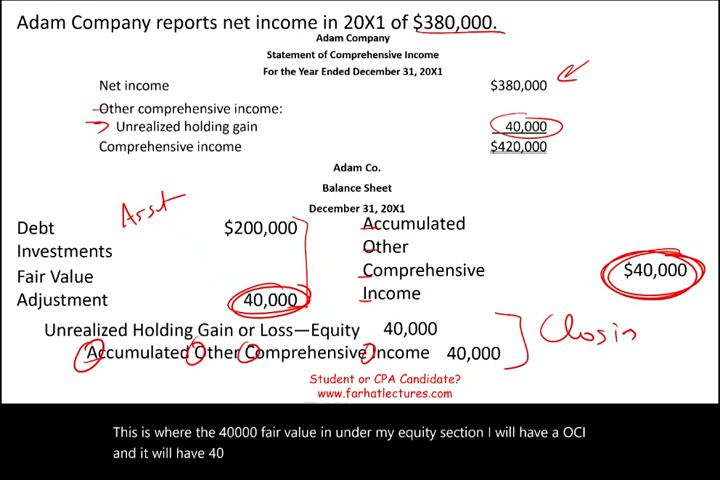 Adam Company reports net income in 20X1 of $380,000.
Adam Company
Statement of Comprehensive Income
For the Year Ended December 31, 20X1
Net income $380,000
Other comprehensive income:
Unrealized holding gain 40,000
Comprehensive income $420,000
Adam Co.
Balance Sheet
December 31, 20X1
Asset
Debt $200,000 Accumulated
Investments Other
Fair Value Comprehensive $40,000
Adjustment 40,000 Income
Unrealized Holding Gain or Loss—Equity 40,000
Accumulated Other Comprehensive Income 40,000
Closin
Student or CPA Candidate?
www.farhatlectures.com
This is where the 40000 fair value in under my equity section I will have a OCI
and it will have 40